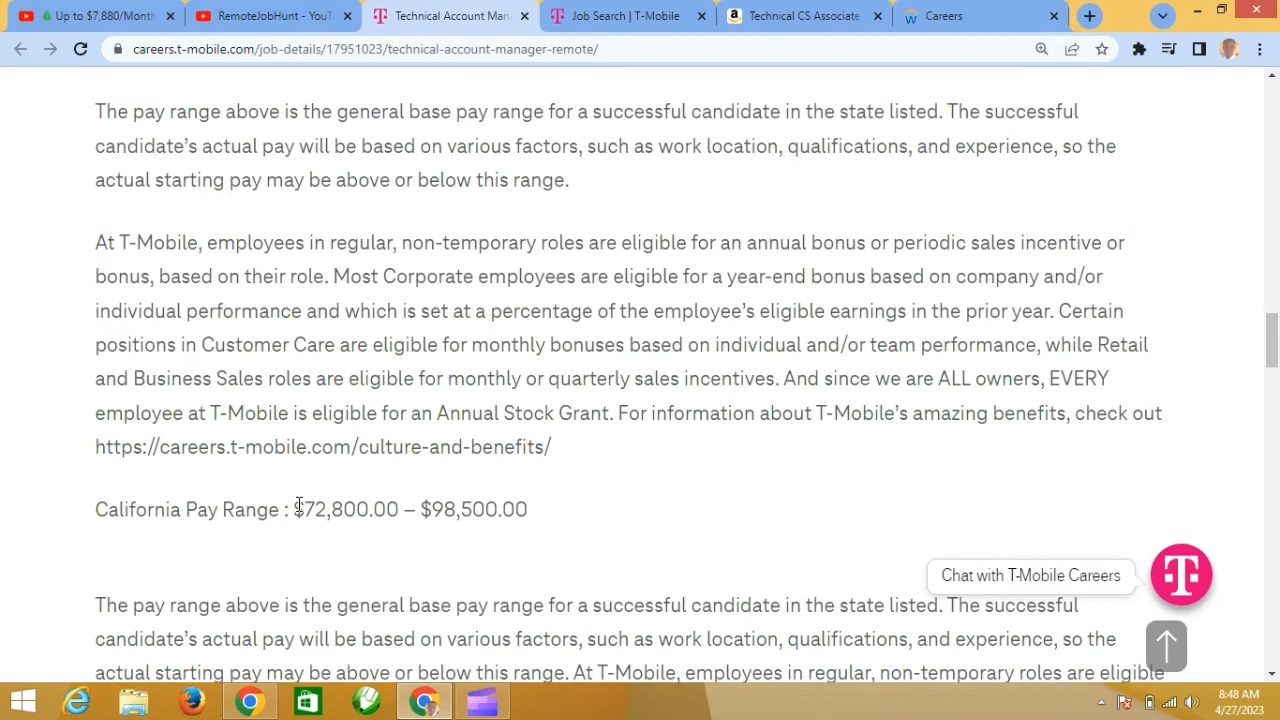 Up to $7,880/Month
RemoteJobHunt - YouT
Technical Account Man
Job Search | T-Mobile
Technical CS Associate
Careers
careers.t-mobile.com/job-details/17951023/technical-account-manager-remote/
The pay range above is the general base pay range for a successful candidate in the state listed. The successful
candidate’s actual pay will be based on various factors, such as work location, qualifications, and experience, so the
actual starting pay may be above or below this range.
At T-Mobile, employees in regular, non-temporary roles are eligible for an annual bonus or periodic sales incentive or
bonus, based on their role. Most Corporate employees are eligible for a year-end bonus based on company and/or
individual performance and which is set at a percentage of the employee’s eligible earnings in the prior year. Certain
positions in Customer Care are eligible for monthly bonuses based on individual and/or team performance, while Retail
and Business Sales roles are eligible for monthly or quarterly sales incentives. And since we are ALL owners, EVERY
employee at T-Mobile is eligible for an Annual Stock Grant. For information about T-Mobile’s amazing benefits, check out
https://careers.t-mobile.com/culture-and-benefits/
California Pay Range : $72,800.00 – $98,500.00
Chat with T-Mobile Careers
The pay range above is the general base pay range for a successful candidate in the state listed. The successful
candidate’s actual pay will be based on various factors, such as work location, qualifications, and experience, so the
actual starting pay may be above or below this range. At T-Mobile, employees in regular, non-temporary roles are eligible
8:48 AM
4/27/2023